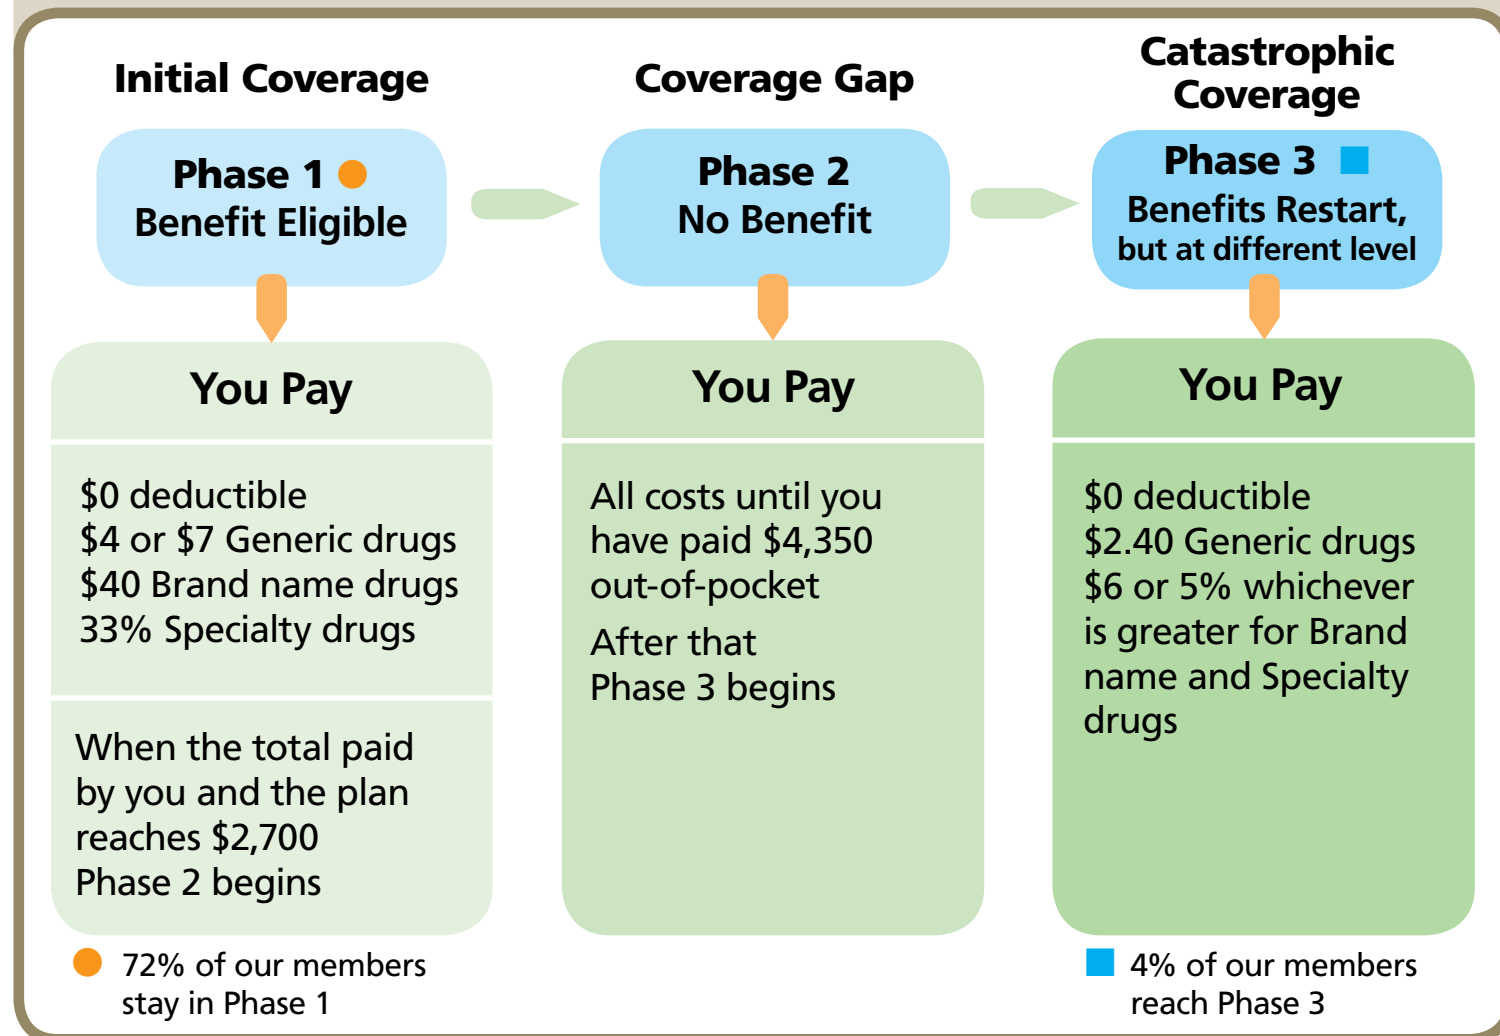 Initial Coverage
Phase 1
Benefit Eligible
You Pay
$0 deductible
$4 or $7 Generic drugs
$40 Brand name drugs
33% Specialty drugs
When the total paid
by you and the plan
reaches $2,700
Phase 2 begins
72% of our members
stay in Phase 1
Coverage Gap
Phase 2
No Benefit
You Pay
All costs until you
have paid $4,350
out-of-pocket
After that
Phase 3 begins
Catastrophic
Coverage
Phase 3
Benefits Restart,
but at different level
You Pay
$0 deductible
$2.40 Generic drugs
$6 or 5% whichever
is greater for Brand
name and Specialty
drugs
4% of our members
reach Phase 3